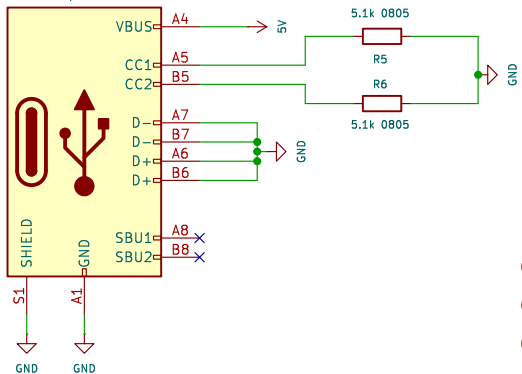 VBUS A4 5V
5.1k 0805
CC1 A5
R5
CC2 B5
GND
R6
5.1k 0805
D- A7
D- B7
GND
D+ A6
D+ B6
SBU1 A8
SBU2 B8
SHIELD
GND
S1
A1
GND
GND